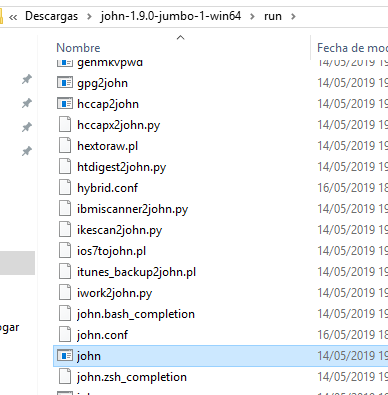 « Descargas › john-1.9.0-jumbo-1-win64 › run ›
Nombre Fecha de mod
genmkvpwd 14/05/2019 19
gpg2john 14/05/2019 19
hccap2john 14/05/2019 19
hccapx2john.py 14/05/2019 19
hextoraw.pl 14/05/2019 19
htdigest2john.py 14/05/2019 19
hybrid.conf 16/05/2019 18
ibmiscanner2john.py 14/05/2019 19
ikescan2john.py 14/05/2019 19
ios7tojohn.pl 14/05/2019 19
itunes_backup2john.pl 14/05/2019 19
iwork2john.py 14/05/2019 19
john.bash_completion 14/05/2019 19
ogar john.conf 16/05/2019 18
john 14/05/2019 19
john.zsh_completion 14/05/2019 19